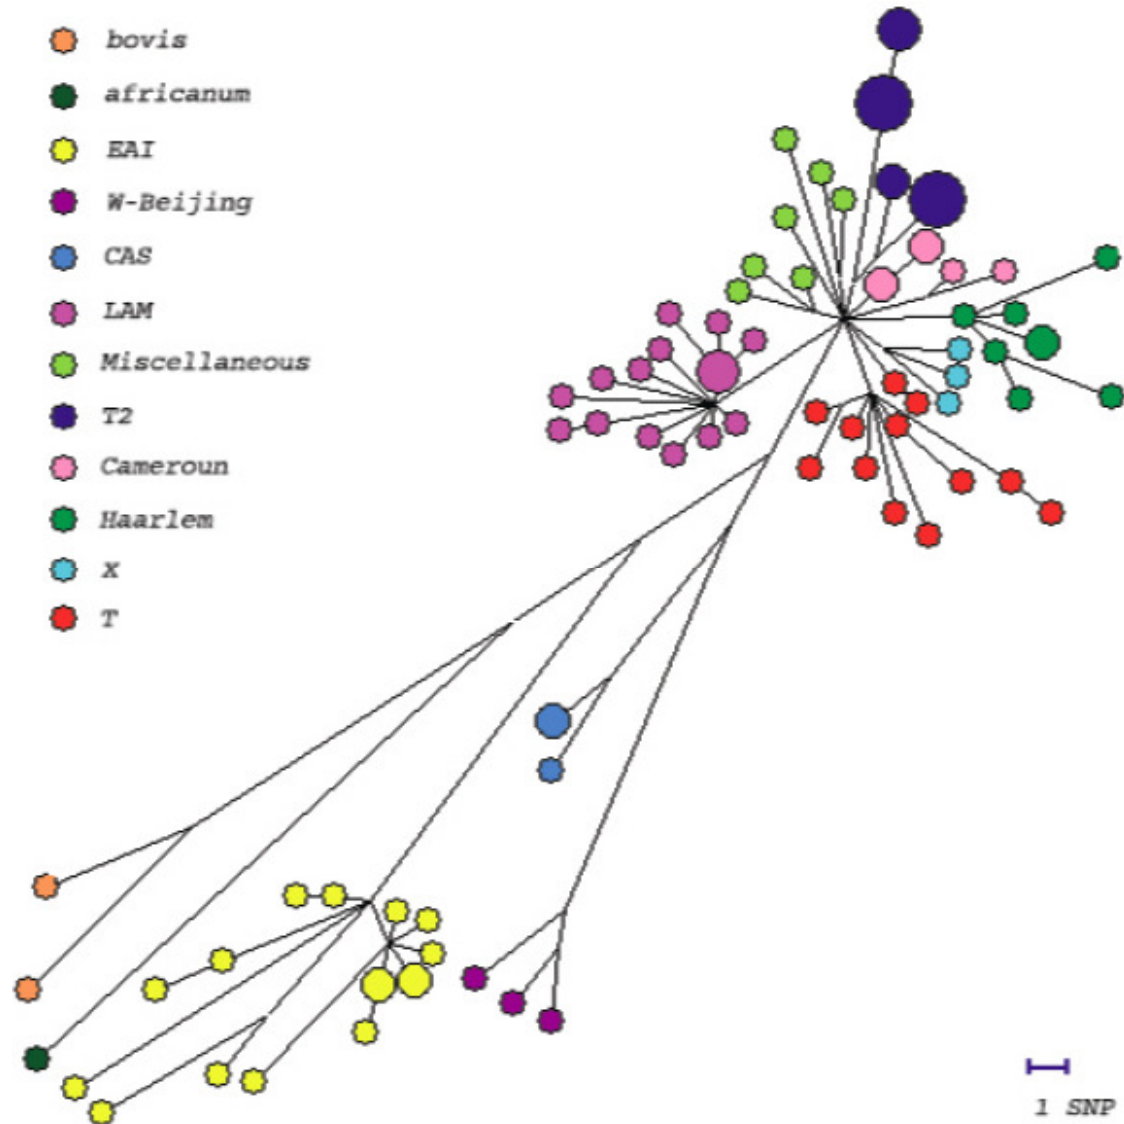 bovis
africanum
EAI
W-Beijing
CAS
LAM
Miscellaneous
T2
Cameroun
Haarlem
X
T
1 SNP